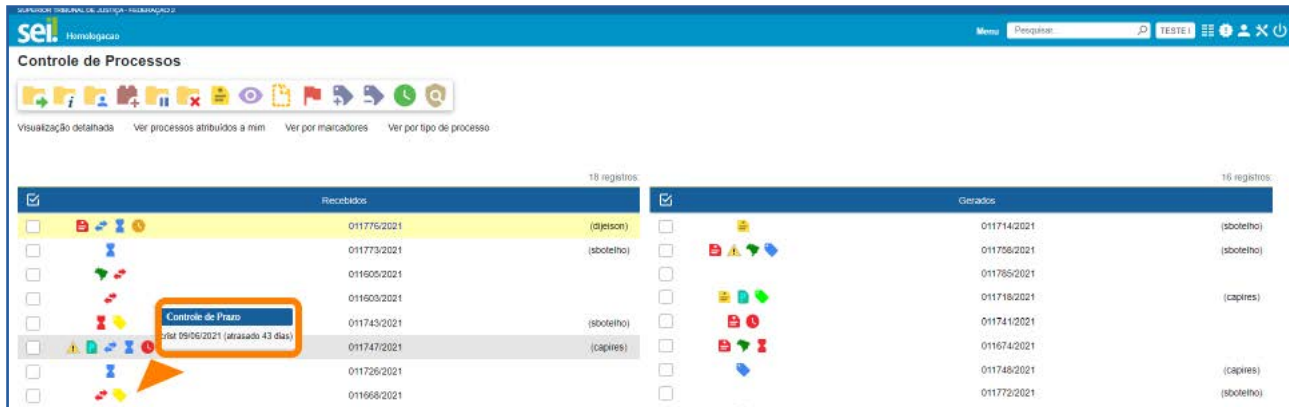 SUPERIOR TRIBUNAL DE JUSTIÇA - FEDERAÇÃO 2
sei! Homologacao
Menu Pesquisar... TESTE I
Controle de Processos
Visualização detalhada Ver processos atribuídos a mim Ver por marcadores Ver por tipo de processo
18 registros: 16 registros:
Recebidos Gerados
011776/2021 (dijeison) 011714/2021 (sbotelho)
011773/2021 (sbotelho) 011756/2021 (sbotelho)
011605/2021 011785/2021
011603/2021 011718/2021 (capires)
Controle de Prazo
011743/2021 (sbotelho) 011741/2021
crist 09/06/2021 (atrasado 43 dias)
011747/2021 (capires) 011674/2021
011726/2021 011748/2021 (capires)
011668/2021 011772/2021 (sbotelho)